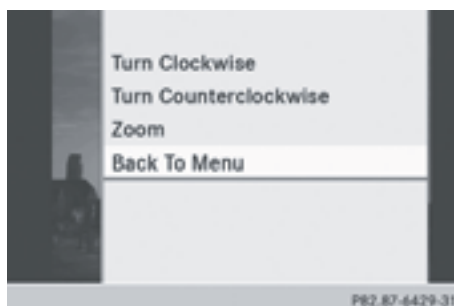 Turn Clockwise
Turn Counterclockwise
Zoom
Back To Menu
P82.87-6429-31